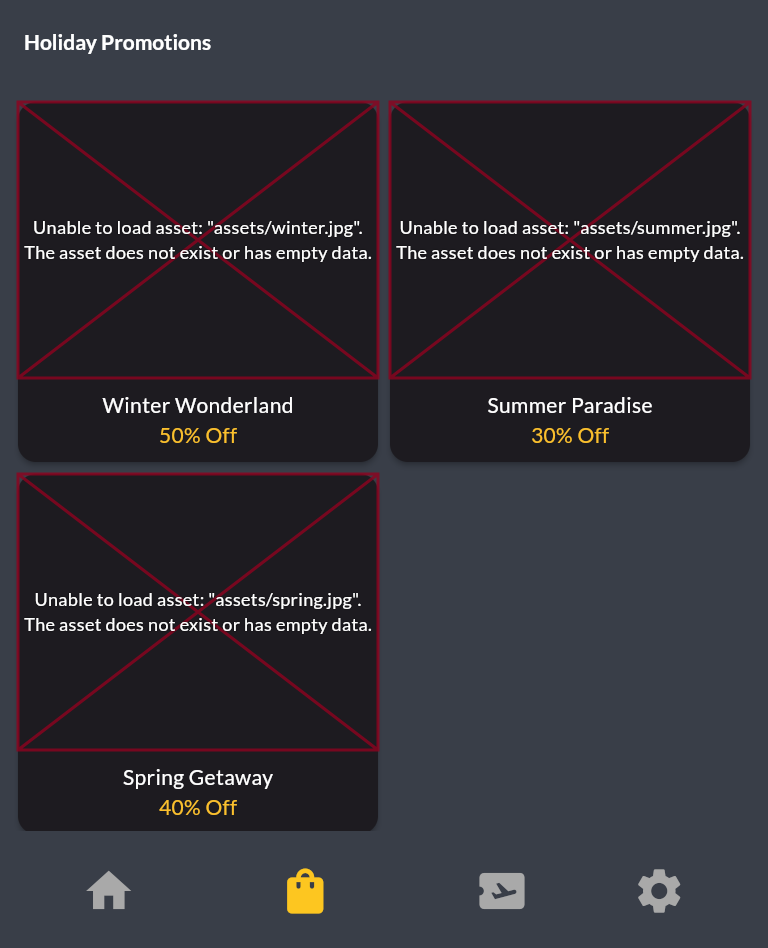 Holiday Promotions
Unable to load asset: "assets/winter.jpg".
The asset does not exist or has empty data.
Winter Wonderland
50% Off
Unable to load asset: "assets/summer.jpg".
The asset does not exist or has empty data.
Summer Paradise
30% Off
Unable to load asset: "assets/spring.jpg".
The asset does not exist or has empty data.
Spring Getaway
40% Off